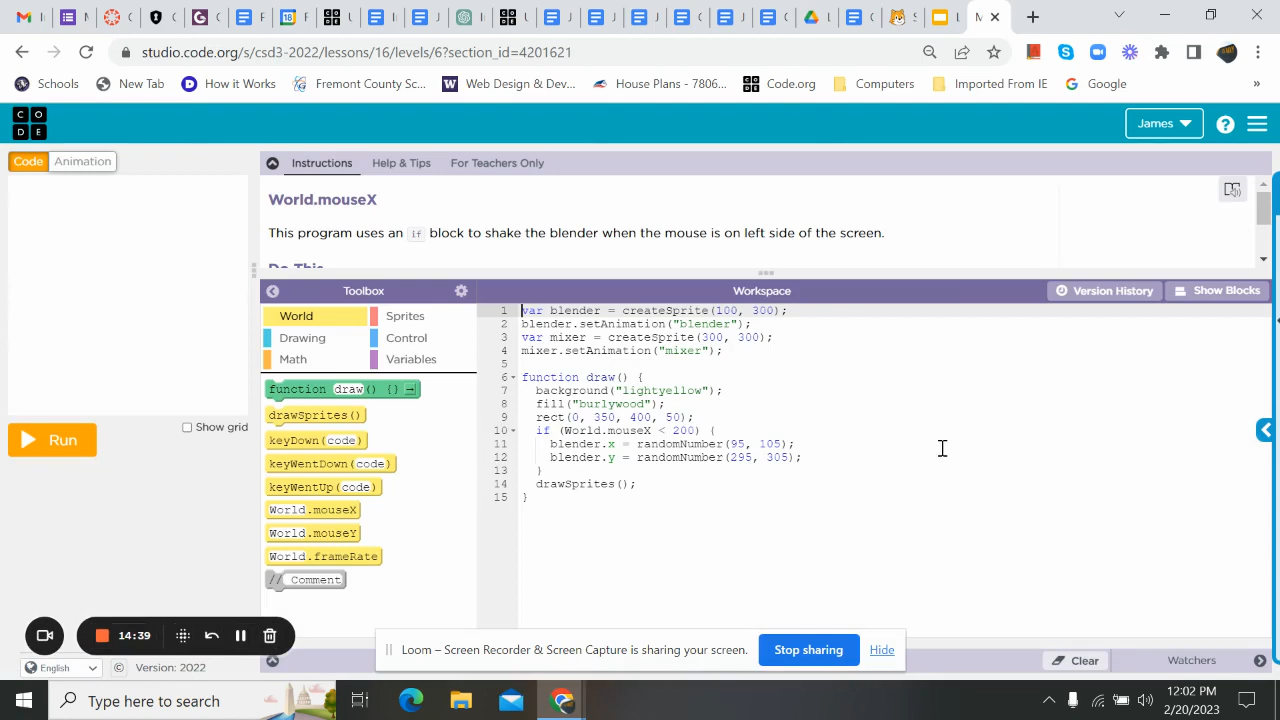 M
C
18
studio.code.org/s/csd3-2022/lessons/16/levels/6?section_id=4201621
Schools
New Tab
How it Works
Fremont County Sc...
Web Design & De...
House Plans - 7806...
Code.org
Computers
Imported From IE
Google
»
C O
D E
James
?
Code
Animation
Instructions
Help & Tips
For Teachers Only
World.mouseX
This program uses an if block to shake the blender when the mouse is on left side of the screen.
Do This
Toolbox
Workspace
Version History
Show Blocks
World
Sprites
Drawing
Control
Math
Variables
function draw() {}
drawSprites()
keyDown(code)
keyWentDown(code)
keyWentUp(code)
World.mouseX
World.mouseY
World.frameRate
// Comment
1 var blender = createSprite(100, 300);
2 blender.setAnimation("blender");
3 var mixer = createSprite(300, 300);
4 mixer.setAnimation("mixer");
5
6 function draw() {
7 background("lightyellow");
8 fill("burlywood");
9 rect(0, 350, 400, 50);
10 if (World.mouseX < 200) {
11 blender.x = randomNumber(95, 105);
12 blender.y = randomNumber(295, 305);
13 }
14 drawSprites();
15 }
Run
Show grid
14:39
Loom – Screen Recorder & Screen Capture is sharing your screen.
Stop sharing
Hide
English
© Version: 2022
Clear
Watchers
Type here to search
12:02 PM
2/20/2023